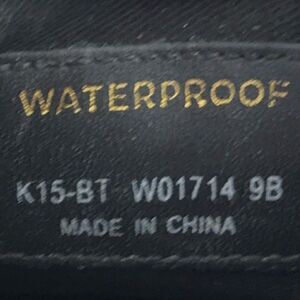 WATERPROOF
K15-BT W01714 9B
MADE IN CHINA